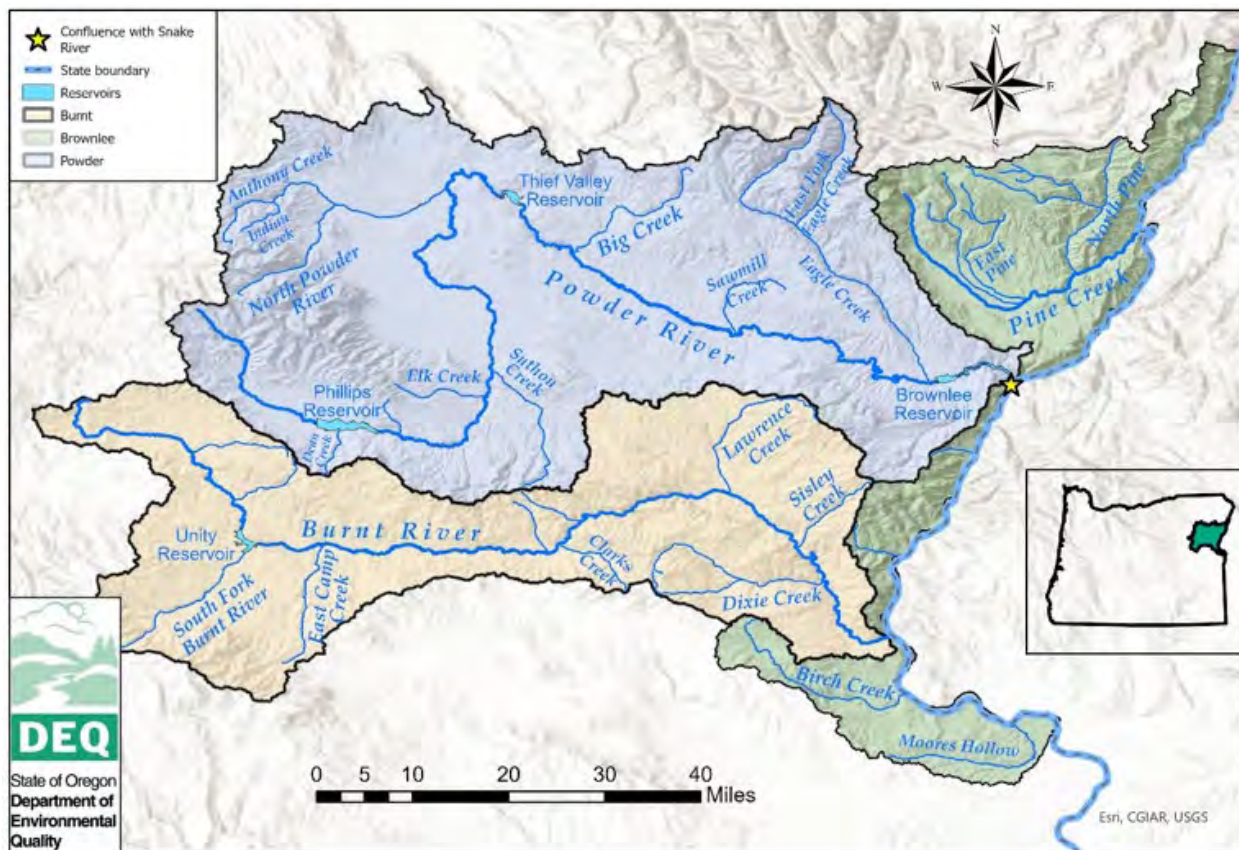 Confluence with Snake
River
State boundary
Reservoirs
Burnt
Brownlee
Powder
N
W
E
S
Anthony Creek
Indian
Creek
North Powder
River
Thief Valley
Reservoir
Big Creek
East Fork
Eagle Creek
Eagle Creek
Sawmill
Creek
Powder River
North Pine
East
Pine
Pine Creek
Phillips
Reservoir
Elk Creek
Suthou
Creek
Dean
Creek
Brownlee
Reservoir
Lawrence
Creek
Sisley
Creek
Burnt River
Unity
Reservoir
South Fork
Burnt River
East Camp
Creek
Clarks
Creek
Dixie Creek
Birch Creek
Moores Hollow
DEQ
State of Oregon
Department of
Environmental
Quality
0 5 10 20 30 40
Miles
Esri, CGIAR, USGS